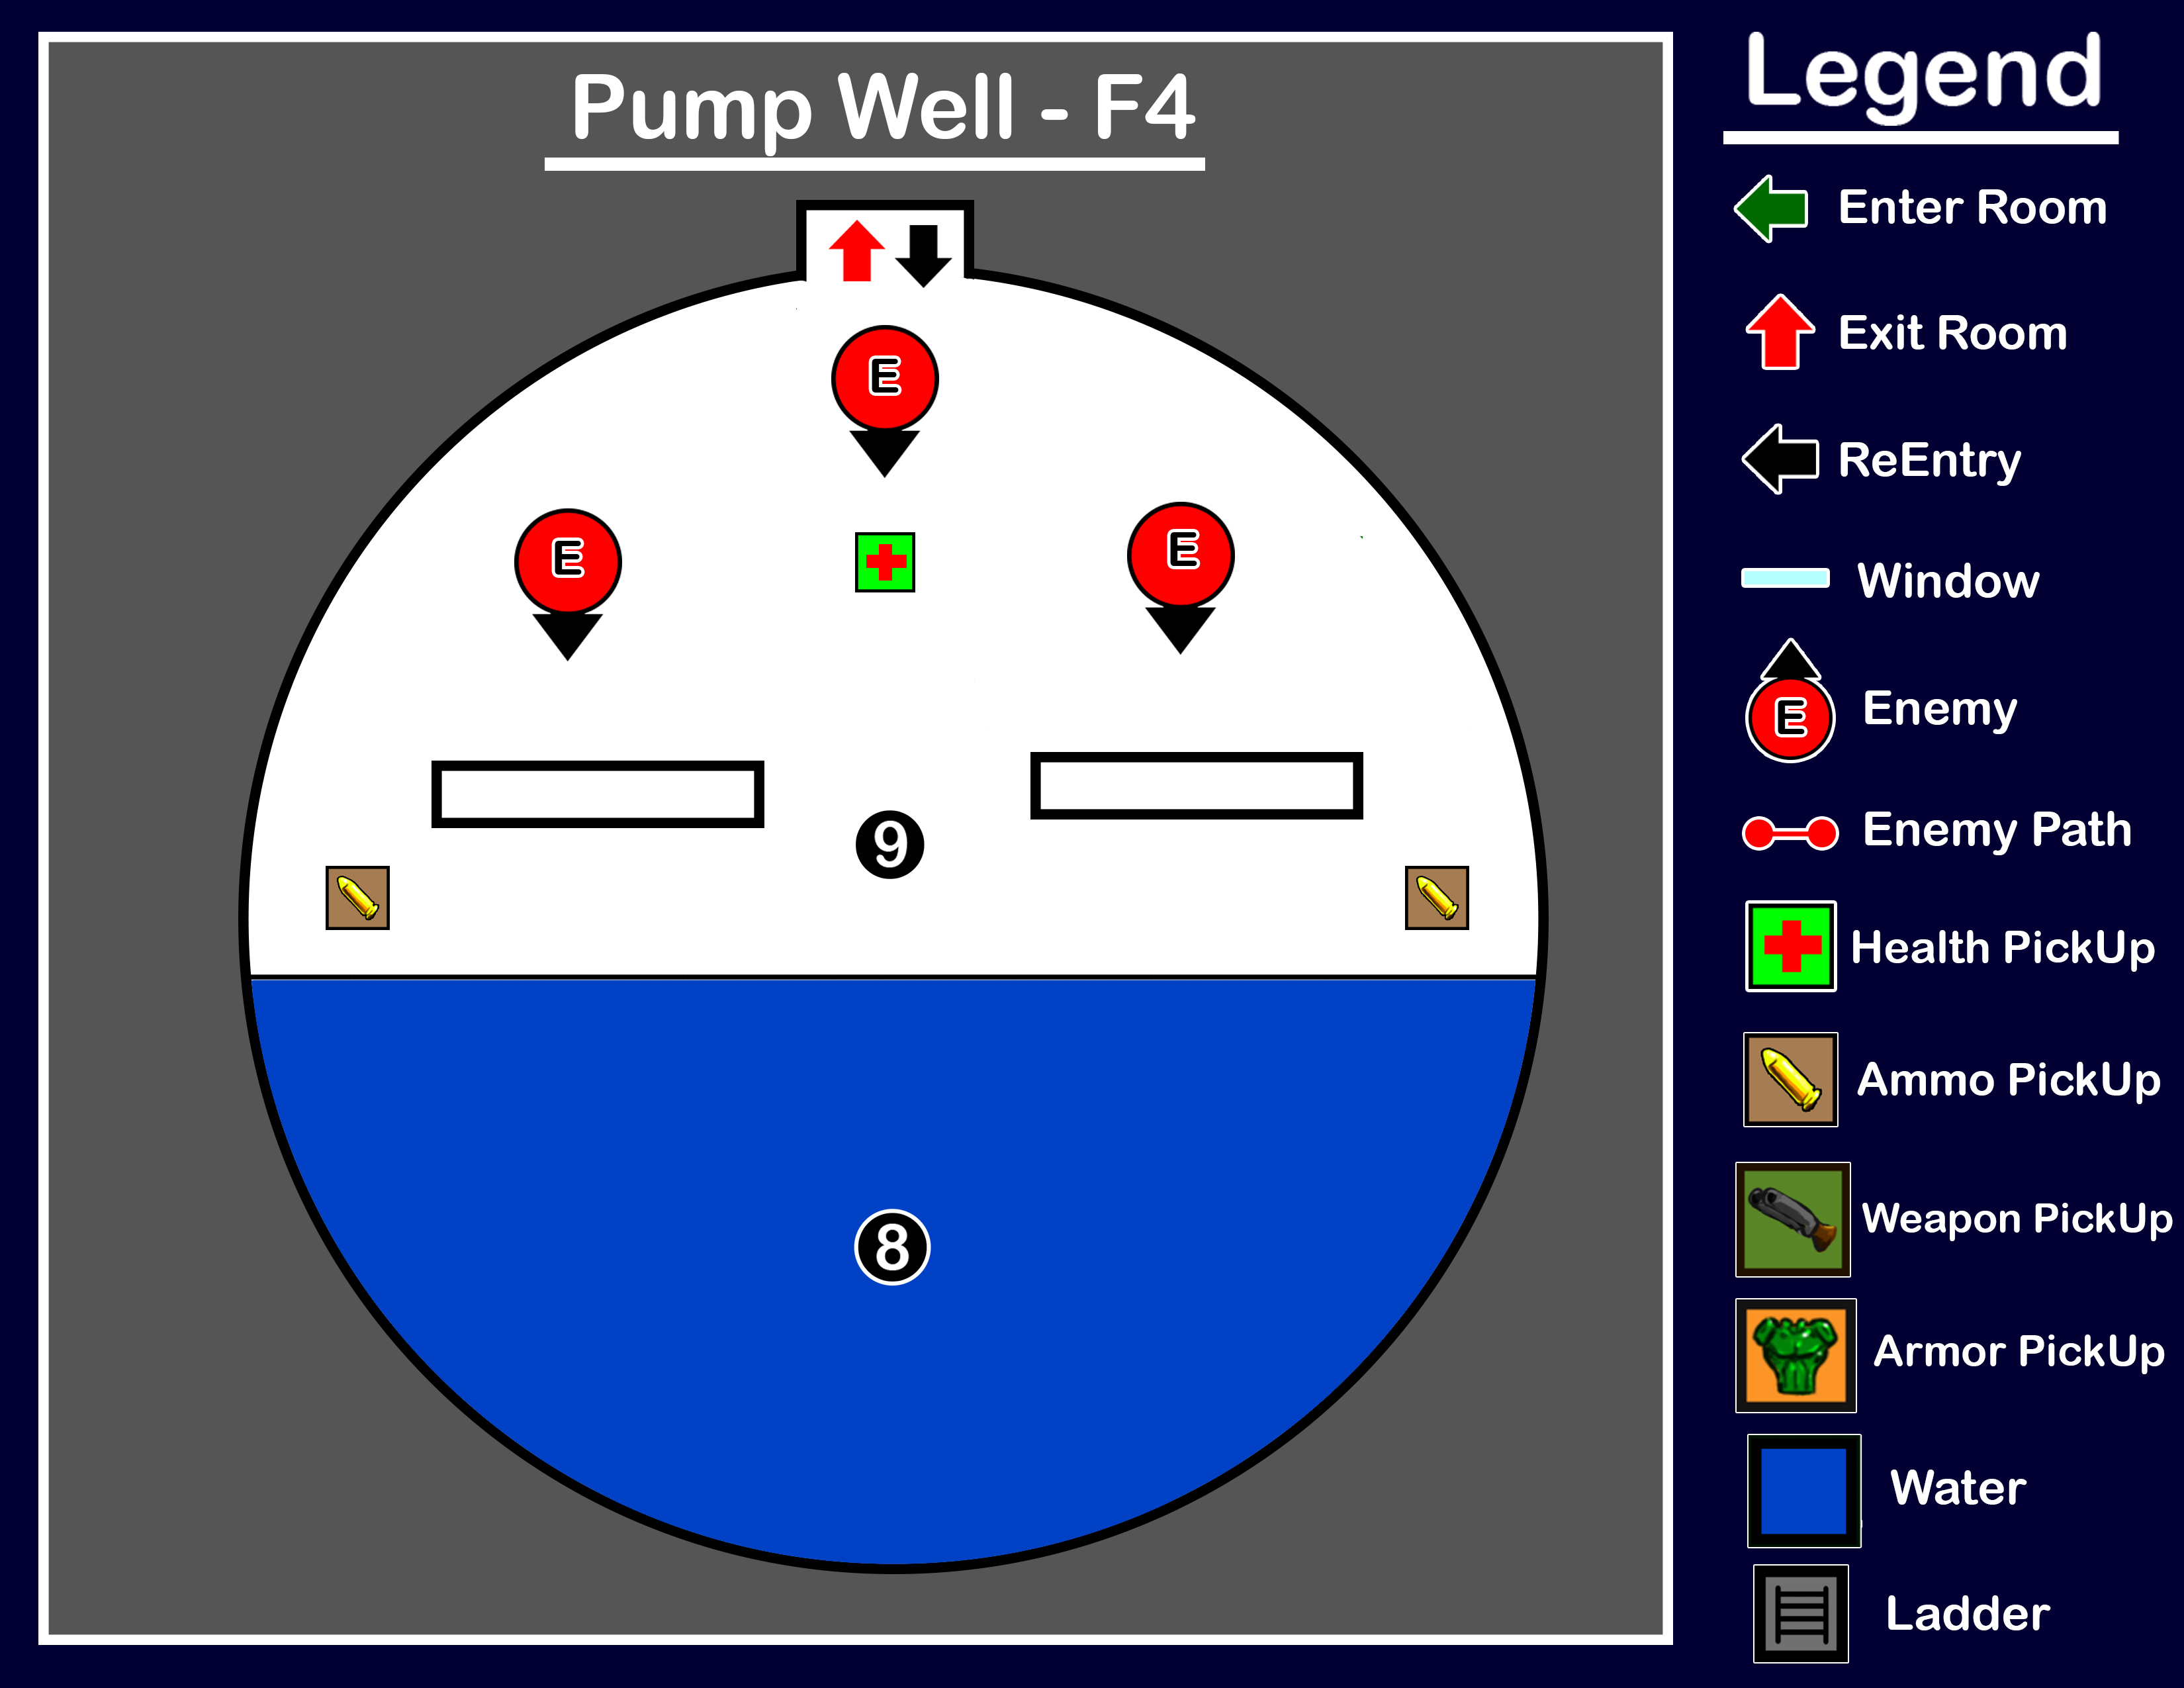 Pump Well - F4
E
E
E
9
8
Legend
Enter Room
Exit Room
ReEntry
Window
E
Enemy
Enemy Path
Health PickUp
Ammo PickUp
Weapon PickUp
Armor PickUp
Water
Ladder